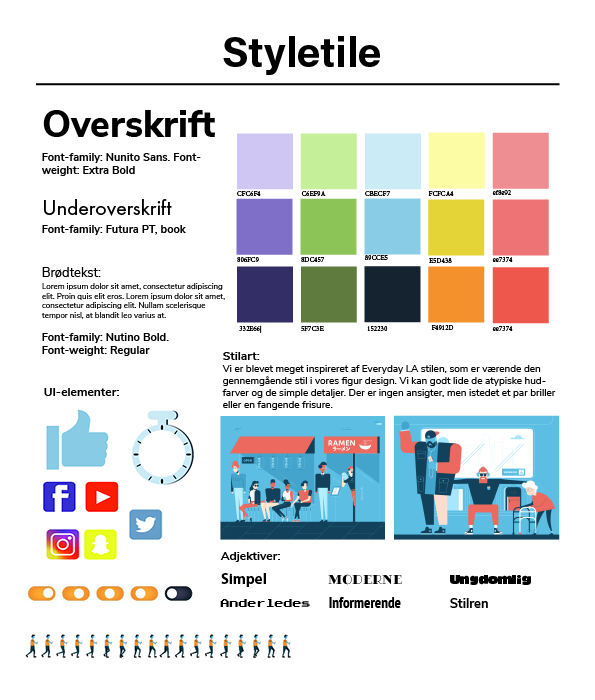 Styletile
Overskrift
Font-family: Nunito Sans. Font-
weight: Extra Bold
Underoverskrift
Font-family: Futura PT, book
Brødtekst:
Lorem ipsum dolor sit amet, consectetur adipiscing
elit. Proin quis elit eros. Lorem ipsum dolor sit amet,
consectetur adipiscing elit. Nullam scelerisque
tempor nisl, at blandit leo varius at.
Font-family: Nutino Bold.
Font-weight: Regular
UI-elementer:
CFC6F4 C6EF9A CBECF7 FCFCA4 ef8e92
806FC9 8DC457 89CCE5 E5D438 ee7374
332E66 5F7C3E 152230 F4912D ee7374
Stilart:
Vi er blevet meget inspireret af Everyday LA stilen, som er værende den
gennemgående stil i vores figur design. Vi kan godt lide de atypiske hud-
farver og de simple detaljer. Der er ingen ansigter, men istedet et par briller
eller en fangende frisure.
RAMEN
ラーメン
Adjektiver:
Simpel MODERNE Ungdomlig
Anderledes Informerende Stilren